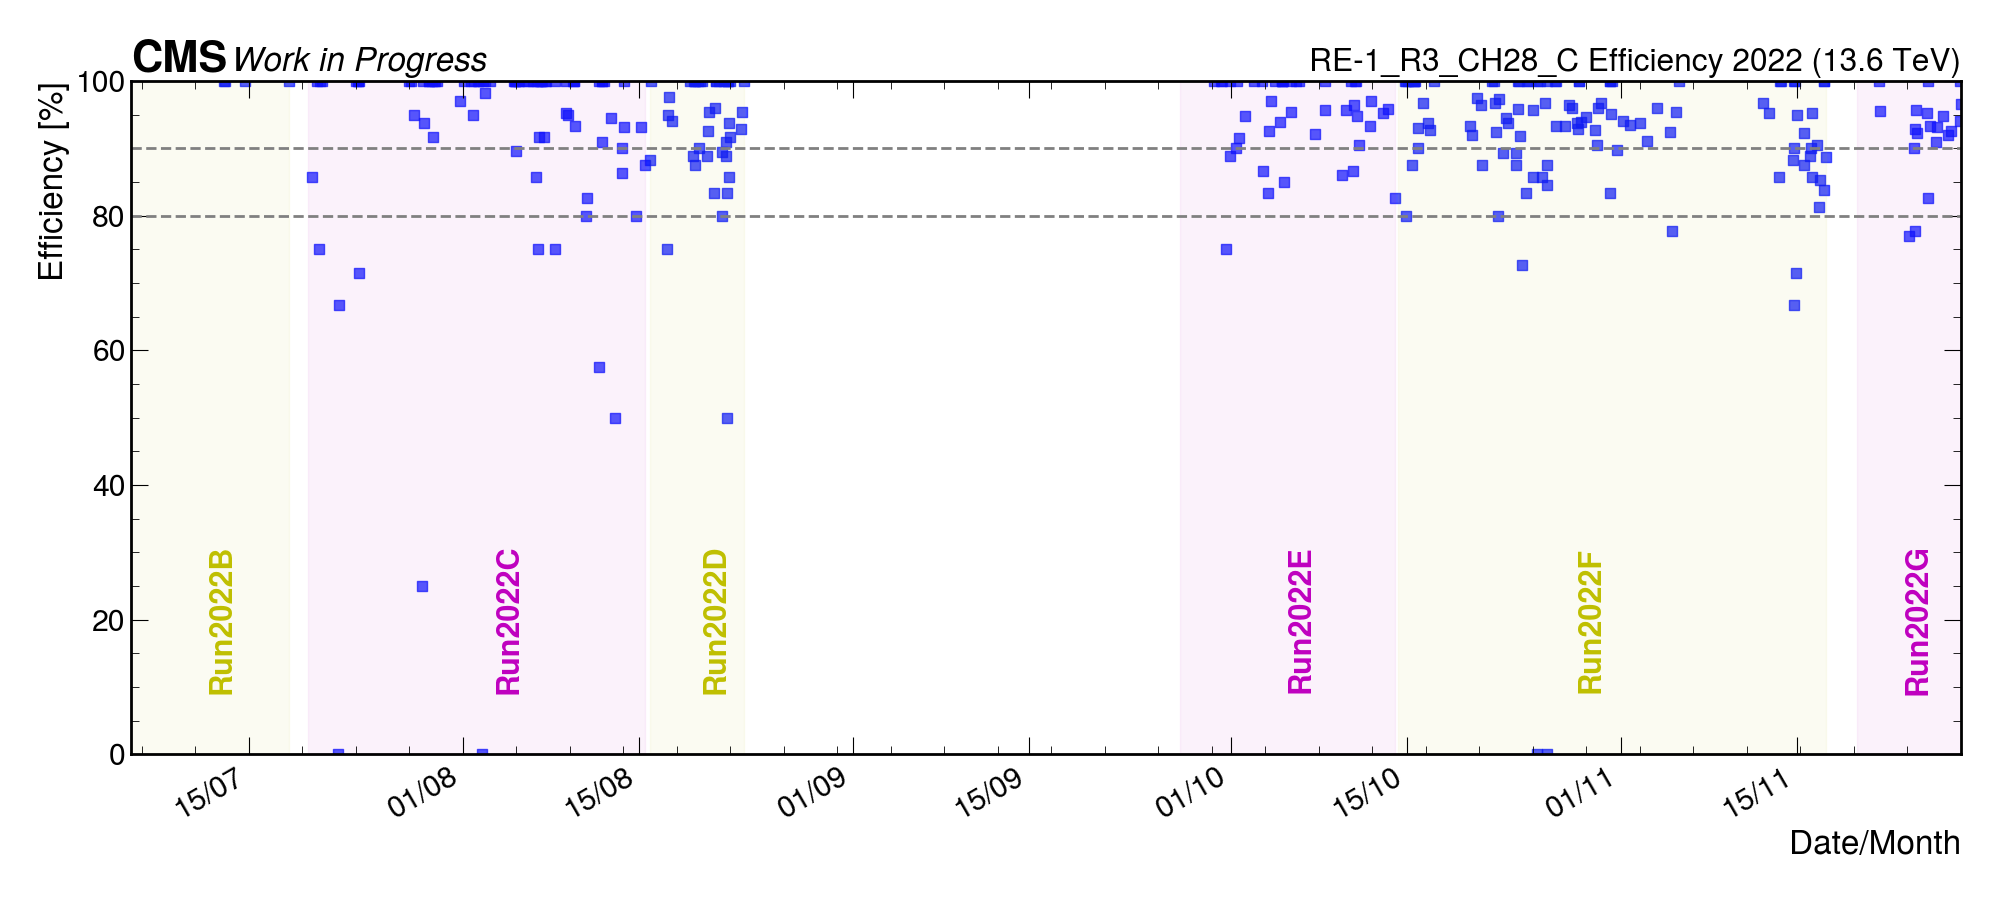 CMS Work in Progress
RE-1_R3_CH28_C Efficiency 2022 (13.6 TeV)
Efficiency [%]
100
80
60
40
20
0
Run2022B
Run2022C
Run2022D
Run2022E
Run2022F
Run2022G
15/07
01/08
15/08
01/09
15/09
01/10
15/10
01/11
15/11
Date/Month